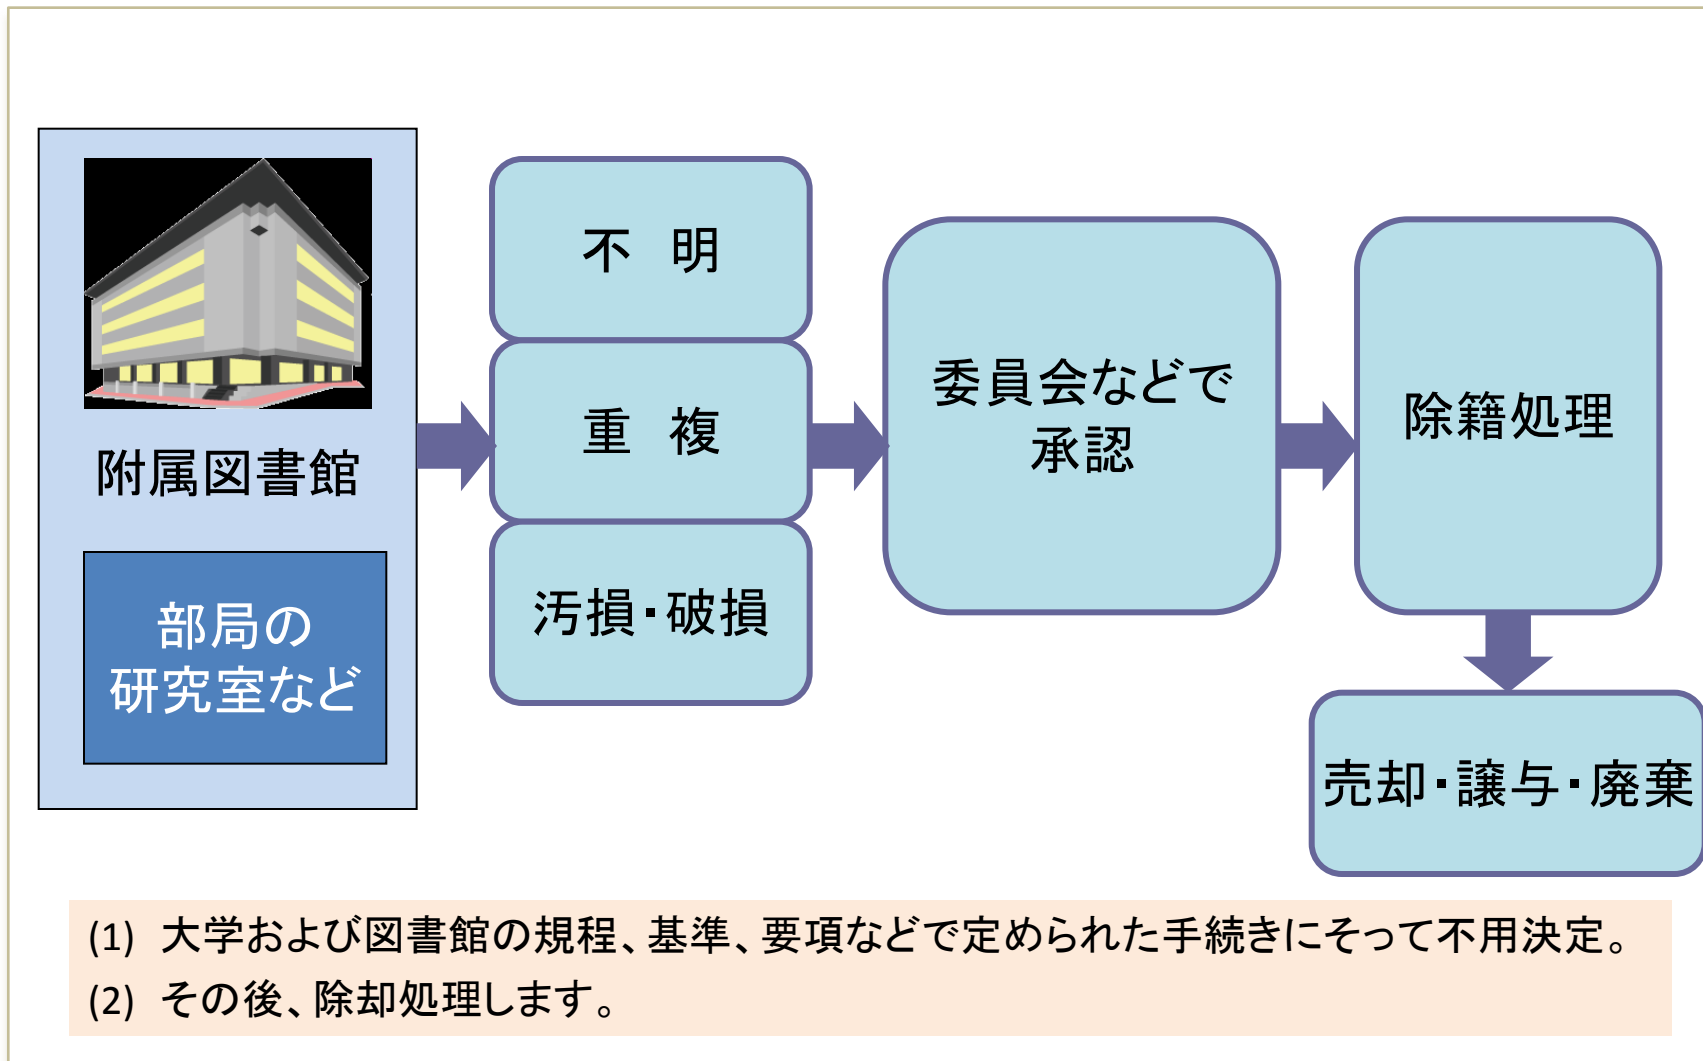 附属図書館
部局の
研究室など
不　明
重　複
汚損・破損
委員会などで
承認
除籍処理
売却・譲与・廃棄
(1)　大学および図書館の規程、基準、要項などで定められた手続きにそって不用決定。
(2)　その後、除却処理します。